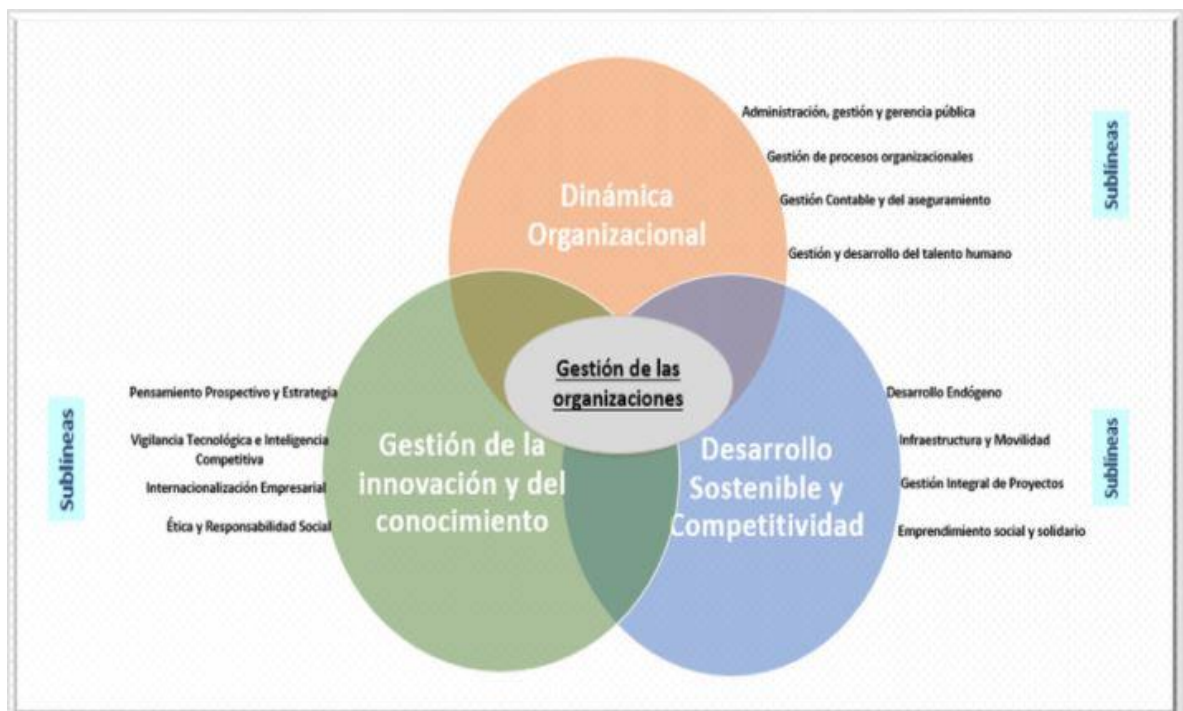 Dinámica
Organizacional
Administración, gestión y gerencia pública
Gestión de procesos organizacionales
Gestión Contable y del aseguramiento
Gestión y desarrollo del talento humano
Sublíneas
Gestión de las
organizaciones
Sublíneas
Pensamiento Prospectivo y Estrategia
Vigilancia Tecnológica e Inteligencia
Competitiva
Internacionalización Empresarial
Ética y Responsabilidad Social
Gestión de la
innovación y del
conocimiento
Desarrollo
Sostenible y
Competitividad
Desarrollo Endógeno
Infraestructura y Movilidad
Gestión Integral de Proyectos
Emprendimiento social y solidario
Sublíneas